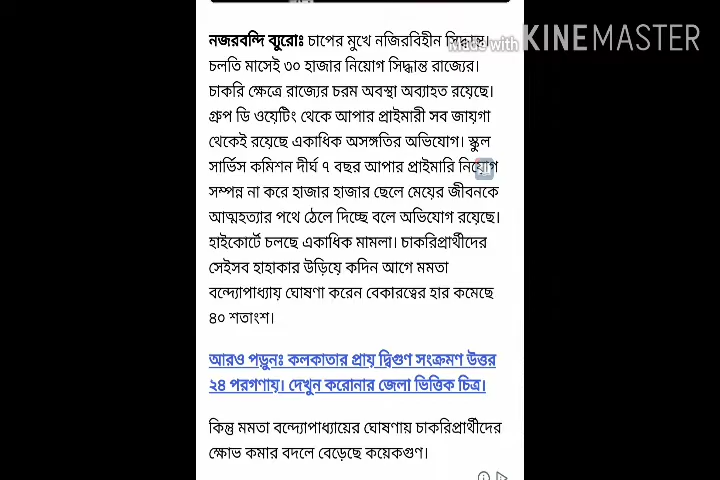 Made with KINEMASTER
নজরবন্দি ব্যুরোঃ চাপের মুখে নজিরবিহীন সিদ্ধান্ত।
চলতি মাসেই ৩০ হাজার নিয়োগ সিদ্ধান্ত রাজ্যের।
চাকরি ক্ষেত্রে রাজ্যের চরম অবস্থা অব্যাহত রয়েছে।
গ্রুপ ডি ওয়েটিং থেকে আপার প্রাইমারী সব জায়গা
থেকেই রয়েছে একাধিক অসঙ্গতির অভিযোগ। স্কুল
সার্ভিস কমিশন দীর্ঘ ৭ বছর আপার প্রাইমারি নিয়োগ
সম্পন্ন না করে হাজার হাজার ছেলে মেয়ের জীবনকে
আত্মহত্যার পথে ঠেলে দিচ্ছে বলে অভিযোগ রয়েছে।
হাইকোর্টে চলছে একাধিক মামলা। চাকরিপ্রার্থীদের
সেইসব হাহাকার উড়িয়ে কদিন আগে মমতা
বন্দ্যোপাধ্যায় ঘোষণা করেন বেকারত্বের হার কমেছে
৪০ শতাংশ।
আরও পড়ুনঃ কলকাতার প্রায় দ্বিগুণ সংক্রমণ উত্তর
২৪ পরগণায়। দেখুন করোনার জেলা ভিত্তিক চিত্র।
কিন্তু মমতা বন্দ্যোপাধ্যায়ের ঘোষণায় চাকরিপ্রার্থীদের
ক্ষোভ কমার বদলে বেড়েছে কয়েকগুণ।